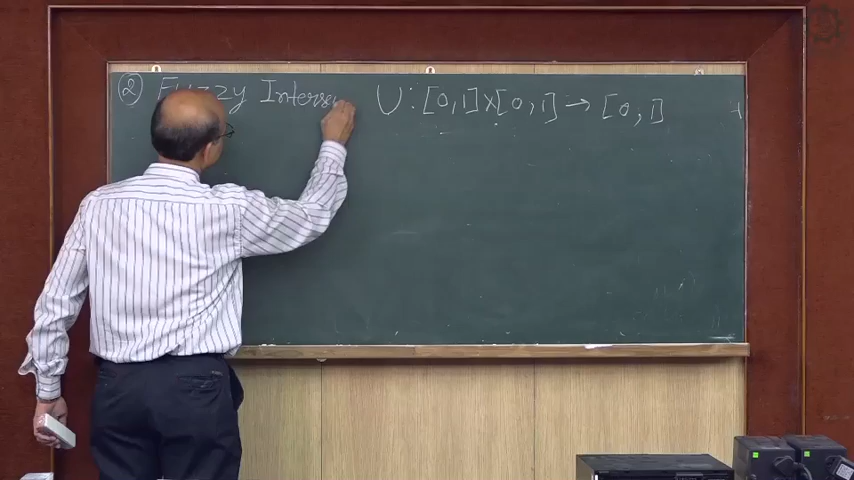 ② Fuzzy Interse U : [0,1]x[0,1] → [0,1]